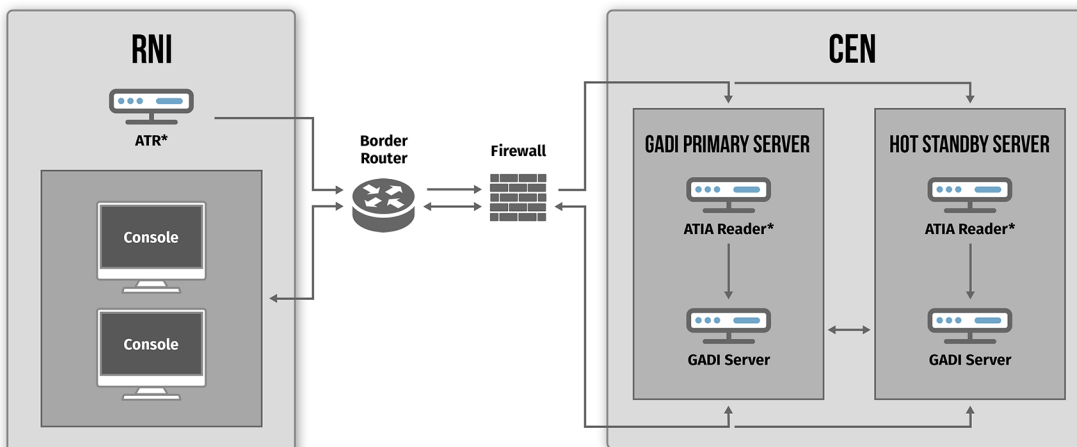 RNI
ATR*
Console
Console
Border
Router
Firewall
CEN
GADI PRIMARY SERVER
ATIA Reader*
GADI Server
HOT STANDBY SERVER
ATIA Reader*
GADI Server